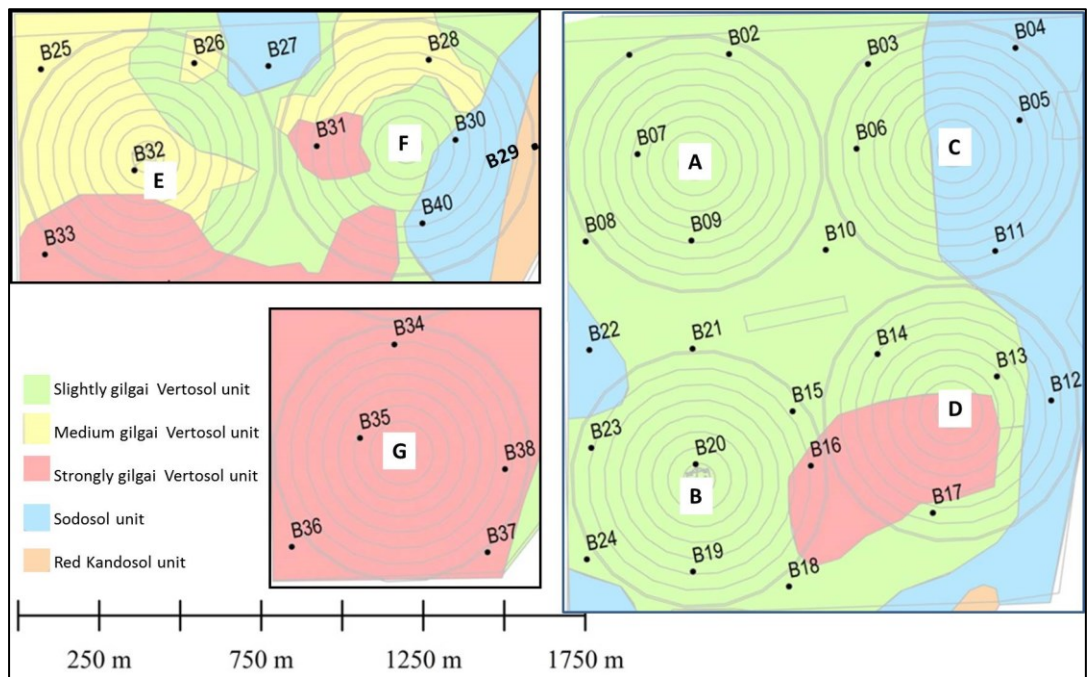 B25
B26
B27
B28
B29
B30
B31
B32
B33
B40
E
F
B02
B03
B04
B05
B06
B07
B08
B09
B10
B11
A
C
B12
B13
B14
B15
B16
B17
B18
B19
B20
B21
B22
B23
B24
D
B
B34
B35
B36
B37
B38
G
Slightly gilgai Vertosol unit
Medium gilgai Vertosol unit
Strongly gilgai Vertosol unit
Sodosol unit
Red Kandosol unit
250 m 750 m 1250 m 1750 m